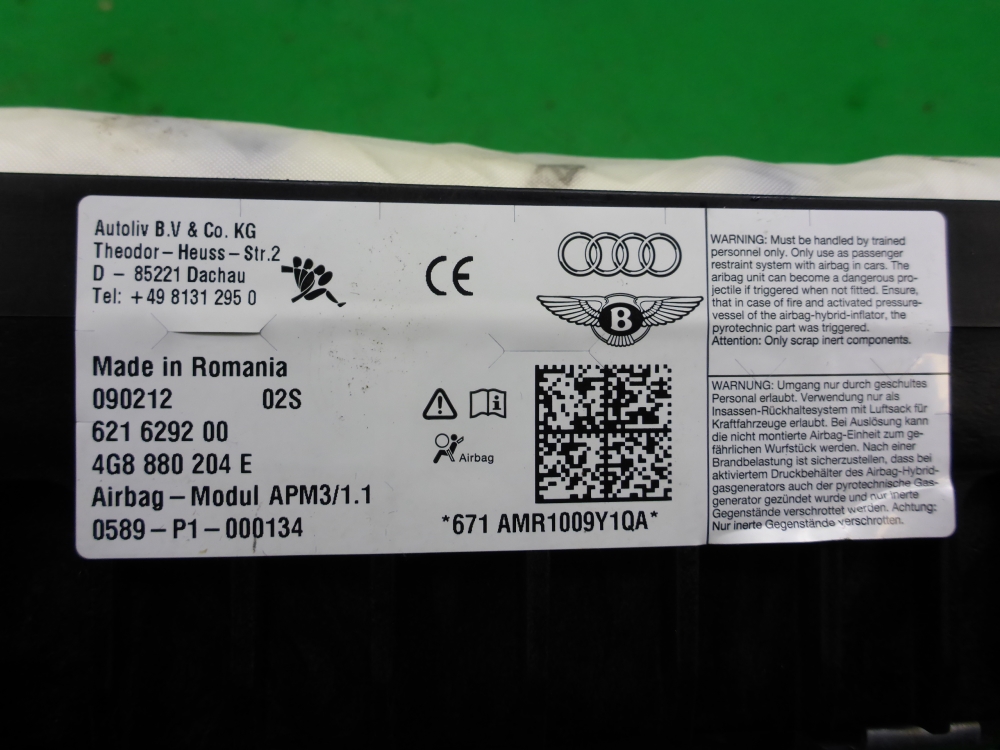 Autoliv B.V & Co. KG
Theodor-Heuss-Str.2
D - 85221 Dachau
Tel: +49 8131 295 0
CE
Made in Romania
090212 02S
621 6292 00
4G8 880 204 E
Airbag-Modul APM3/1.1
0589-P1-000134
Airbag
B
*671 AMR1009Y1QA*
WARNING: Must be handled by trained
personnel only. Only use as passenger
restraint system with airbag in cars. The
aribag unit can become a dangerous pro-
jectile if triggered when not fitted. Ensure,
that in case of fire and activated pressure-
vessel of the airbag-hybrid-inflator, the
pyrotechnic part was triggered.
Attention: Only scrap inert components.
WARNUNG: Umgang nur durch geschultes
Personal erlaubt. Verwendung nur als
Insassen-Rückhaltesystem mit Luftsack für
Kraftfahrzeuge erlaubt. Bei Auslösung kann
die nicht montierte Airbag-Einheit zum ge-
fährlichen Wurfstück werden. Nach einer
Brandbelastung ist sicherzustellen, dass bei
aktiviertem Druckbehälter des Airbag-Hybrid-
gasgenerators auch der pyrotechnische Gas-
generator gezündet wurde und nur inerte
Gegenstände verschrottet werden. Achtung:
Nur inerte Gegenstände verschrotten.